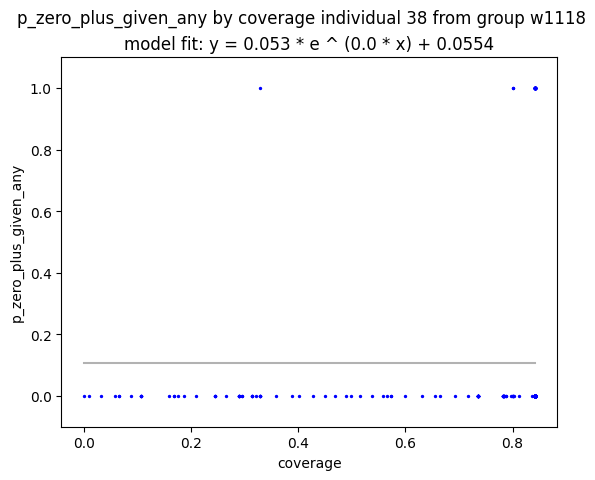 p_zero_plus_given_any by coverage individual 38 from group w1118
model fit: y = 0.053 * e ^ (0.0 * x) + 0.0554
1.0
0.8
0.6
0.4
0.2
0.0
p_zero_plus_given_any
0.0 0.2 0.4 0.6 0.8
coverage